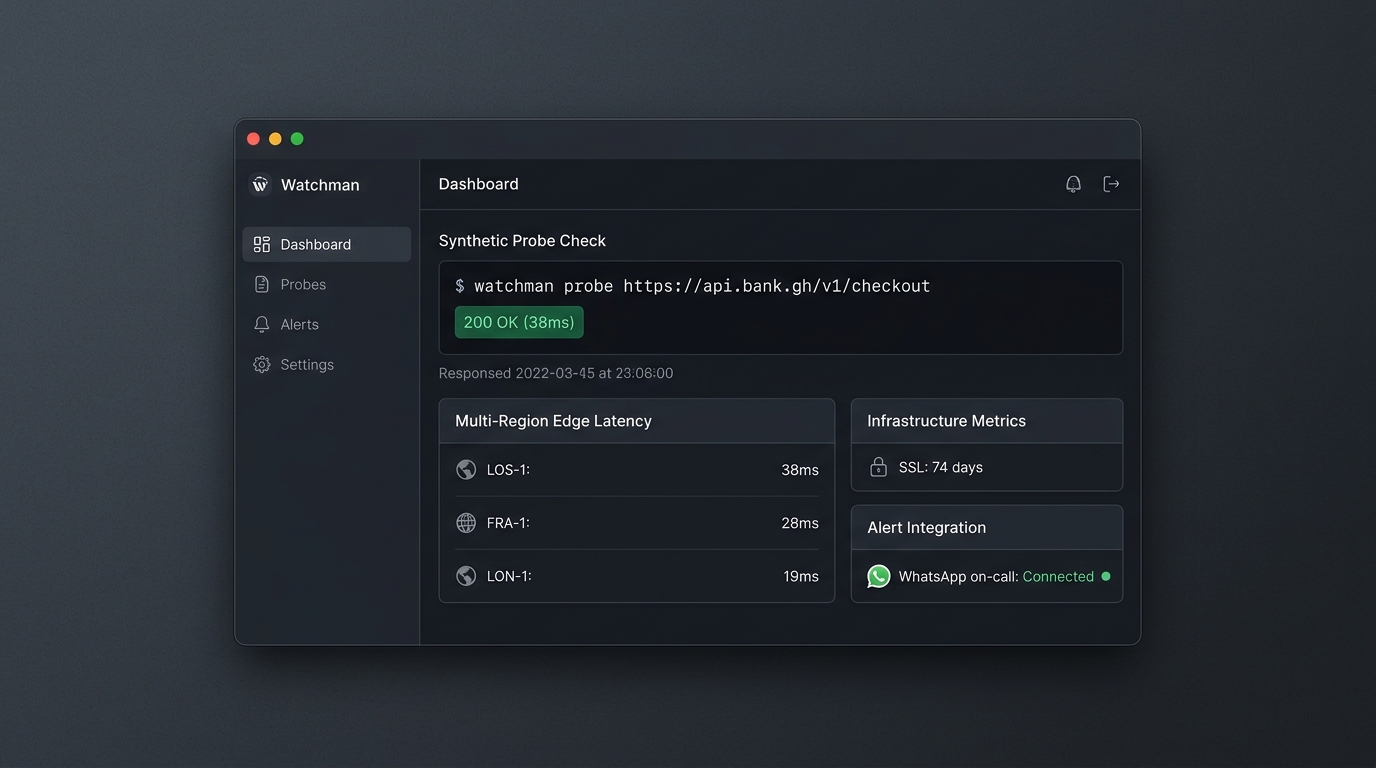 Watchman
Dashboard
Probes
Alerts
Settings
Dashboard
Synthetic Probe Check
$ watchman probe https://api.bank.gh/v1/checkout
200 OK (38ms)
Responsed 2022-03-45 at 23:06:00
Multi-Region Edge Latency
LOS-1: 38ms
FRA-1: 28ms
LON-1: 19ms
Infrastructure Metrics
SSL: 74 days
Alert Integration
WhatsApp on-call: Connected